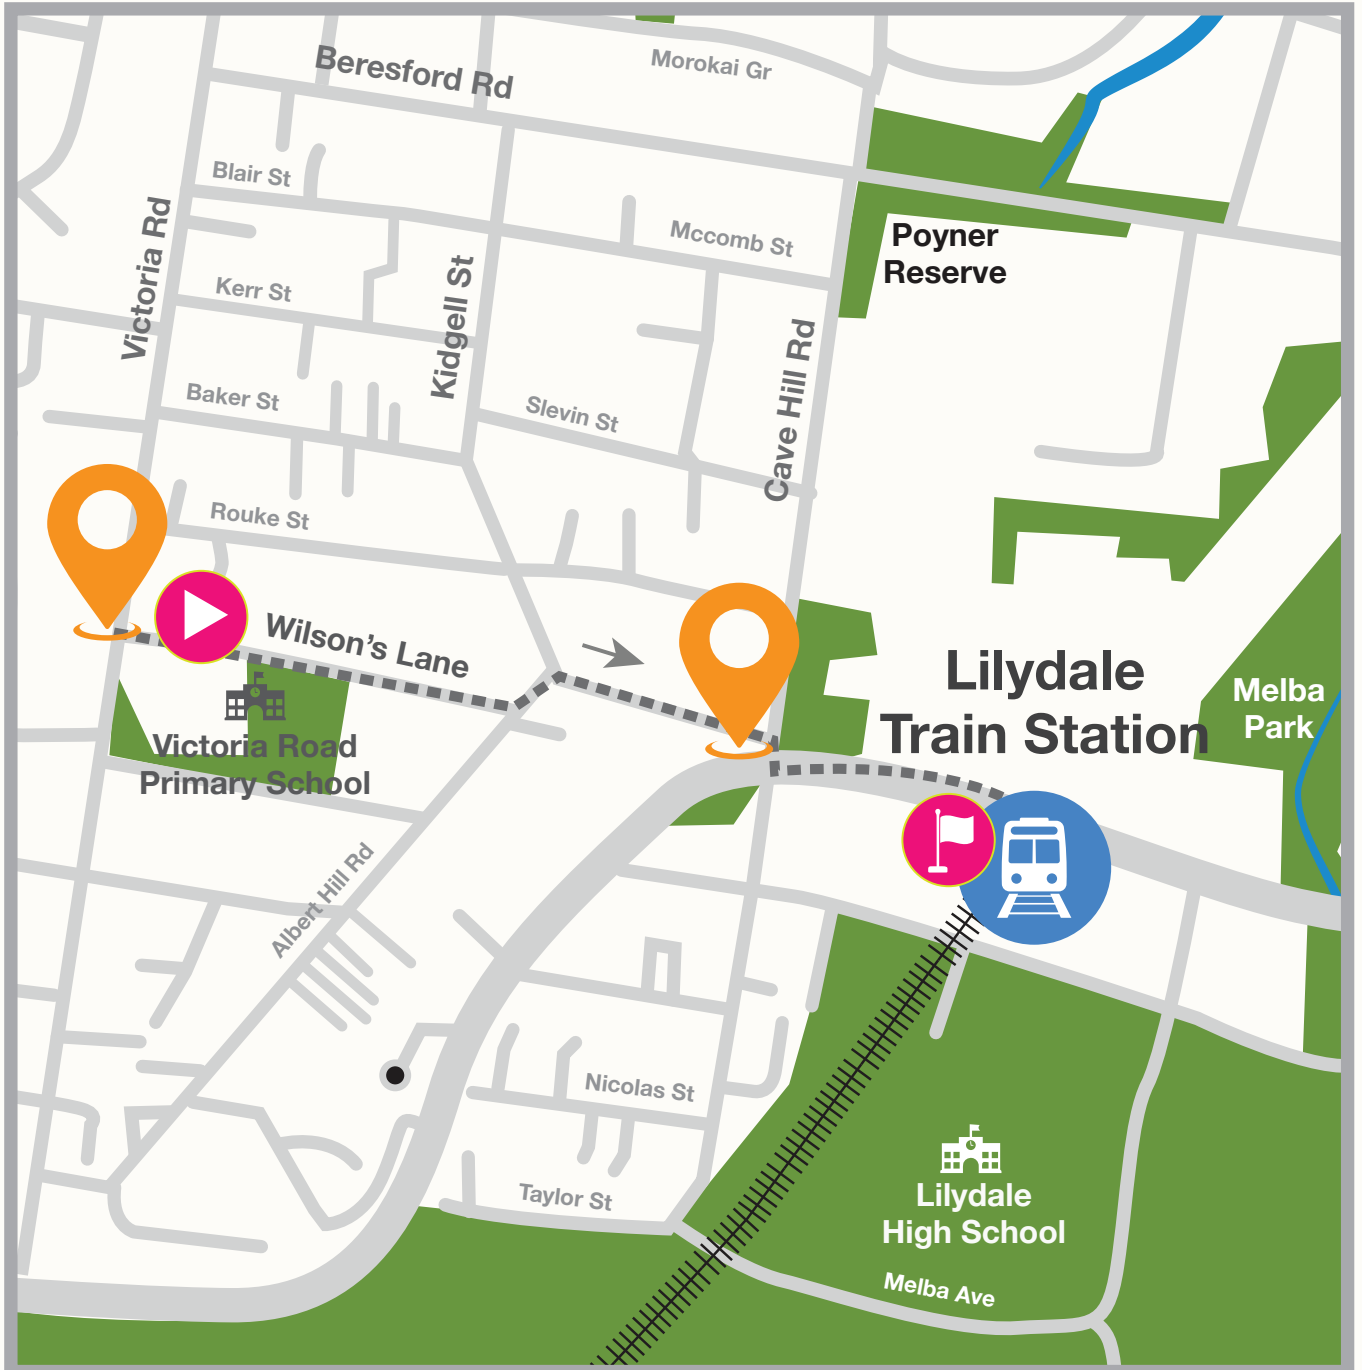 Morokai Gr
Beresford Rd
Blair St
Victoria Rd
Mccomb St
Poyner
Reserve
Kerr St
Kidgell St
Cave Hill Rd
Baker St
Slevin St
Rouke St
Wilson's Lane
Lilydale
Train Station
Melba
Park
Victoria Road
Primary School
Albert Hill Rd
Nicolas St
Taylor St
Lilydale
High School
Melba Ave